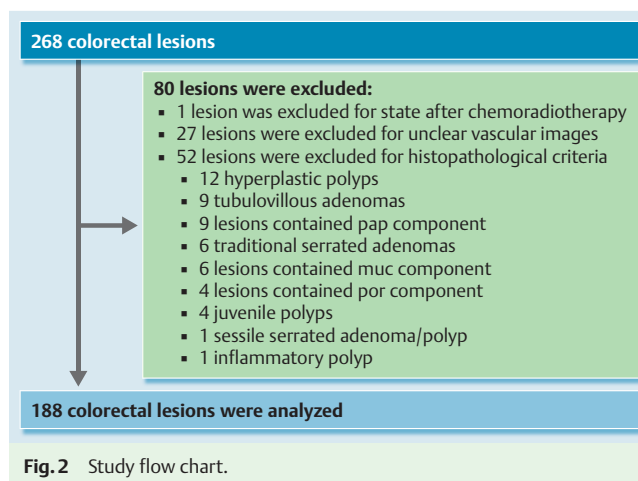 268 colorectal lesions
80 lesions were excluded:
▪ 1 lesion was excluded for state after chemoradiotherapy
▪ 27 lesions were excluded for unclear vascular images
▪ 52 lesions were excluded for histopathological criteria
▪ 12 hyperplastic polyps
▪ 9 tubulovillous adenomas
▪ 9 lesions contained pap component
▪ 6 traditional serrated adenomas
▪ 6 lesions contained muc component
▪ 4 lesions contained por component
▪ 4 juvenile polyps
▪ 1 sessile serrated adenoma/polyp
▪ 1 inflammatory polyp
188 colorectal lesions were analyzed
Fig. 2 Study flow chart.